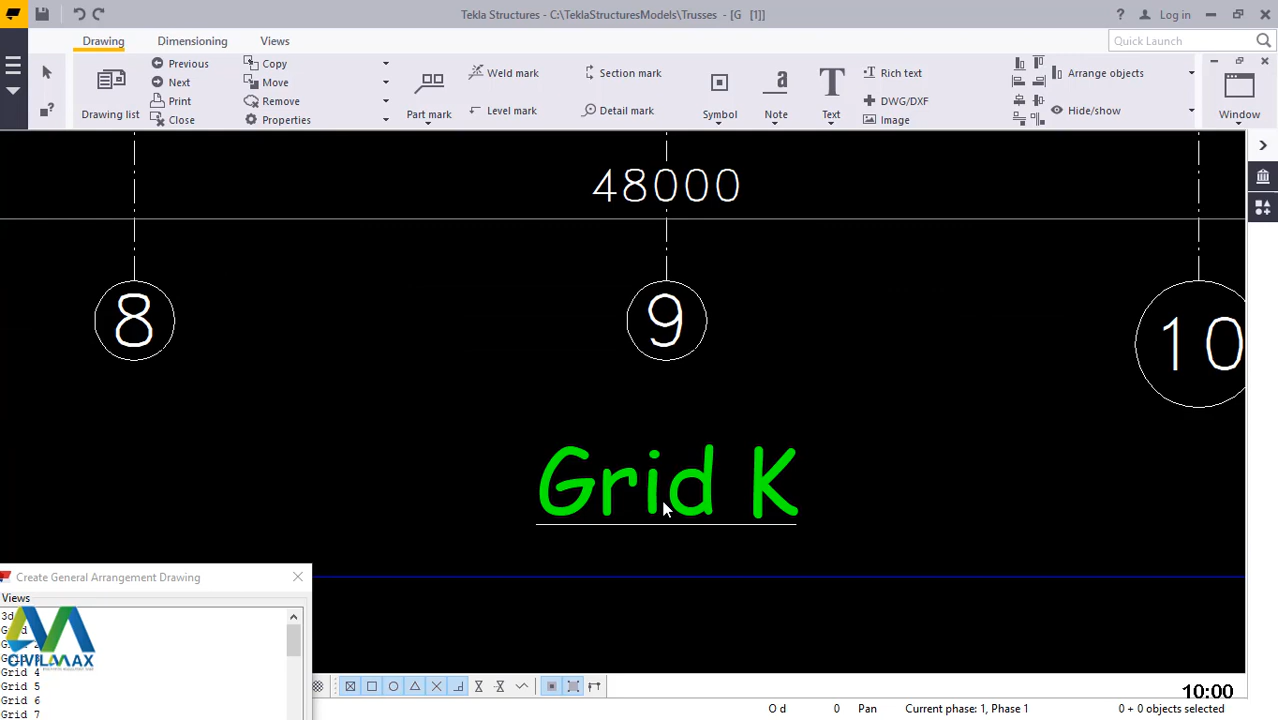 Tekla Structures - C:\TeklaStructuresModels\Trusses - [G [1]]
? Log in
Drawing Dimensioning Views
Quick Launch
Drawing list
Previous
Next
Print
Close
Copy
Move
Remove
Properties
Part mark
Weld mark
Level mark
Section mark
Detail mark
Symbol
Note
Text
Rich text
DWG/DXF
Image
Arrange objects
Hide/show
Window
48000
8 9 10
Grid K
Create General Arrangement Drawing
Views
3d
CIVILMAX
Grid 4
Grid 5
Grid 6
Grid 7
10:00
O d 0 Pan Current phase: 1, Phase 1 0 + 0 objects selected